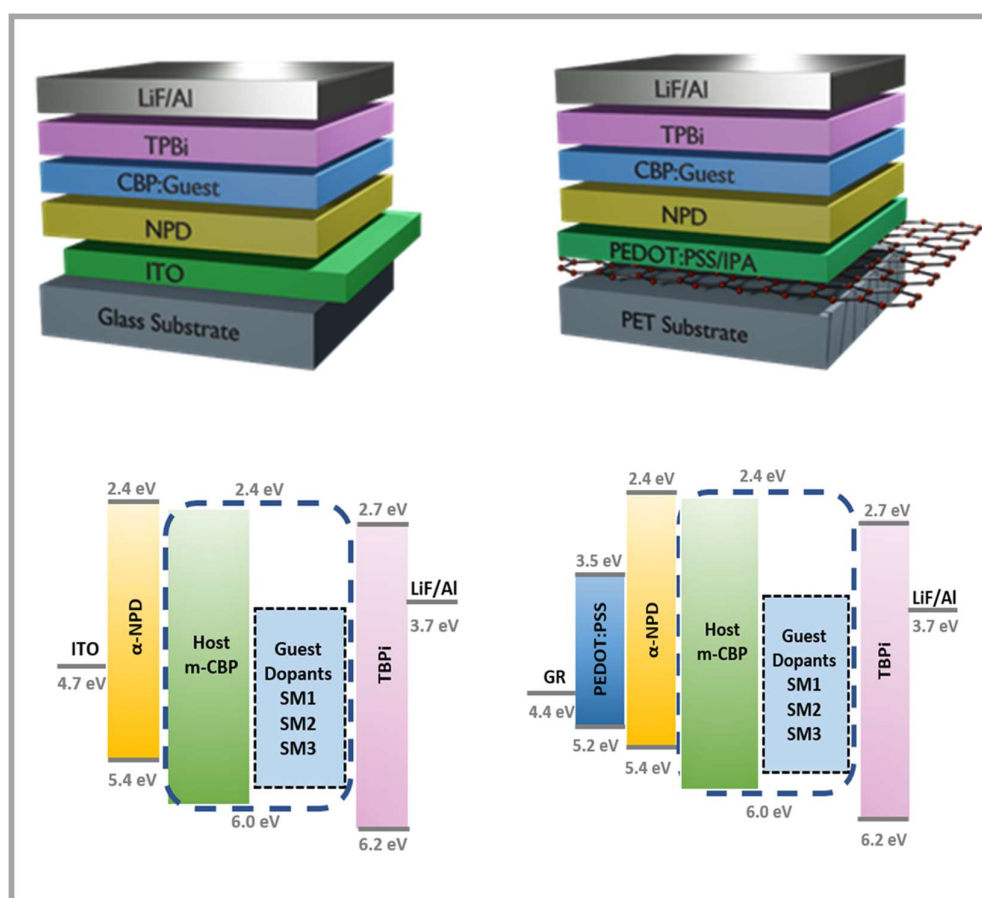 LiF/Al
TPBi
CBP:Guest
NPD
ITO
Glass Substrate
LiF/Al
TPBi
CBP:Guest
NPD
PEDOT:PSS/IPA
PET Substrate
2.4 eV
2.4 eV
2.7 eV
ITO
4.7 eV
α-NPD
Host
m-CBP
Guest
Dopants
SM1
SM2
SM3
TBPi
LiF/Al
3.7 eV
5.4 eV
6.0 eV
6.2 eV
2.4 eV
2.4 eV
2.7 eV
3.5 eV
GR
4.4 eV
PEDOT:PSS
α-NPD
Host
m-CBP
Guest
Dopants
SM1
SM2
SM3
TBPi
LiF/Al
3.7 eV
5.2 eV
5.4 eV
6.0 eV
6.2 eV